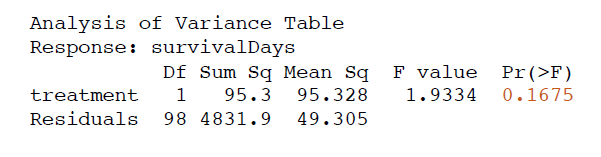 Analysis of Variance Table
Response: survivalDays
Df Sum Sq Mean Sq F value Pr(>F)
treatment 1 95.3 95.328 1.9334 0.1675
Residuals 98 4831.9 49.305